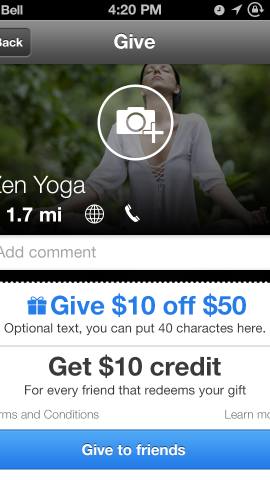 Bell 4:20 PM
Back Give
Zen Yoga
1.7 mi
Add comment
Give $10 off $50
Optional text, you can put 40 charactes here.
Get $10 credit
For every friend that redeems your gift
rms and Conditions Learn mo
Give to friends